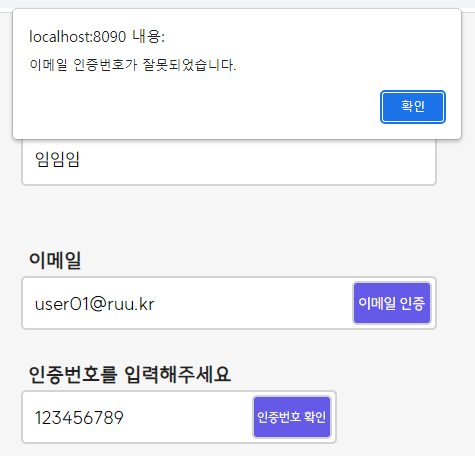 localhost:8090 내용:
이메일 인증번호가 잘못되었습니다.
확인
임임임
이메일
user01@ruu.kr
이메일 인증
인증번호를 입력해주세요
123456789
인증번호 확인